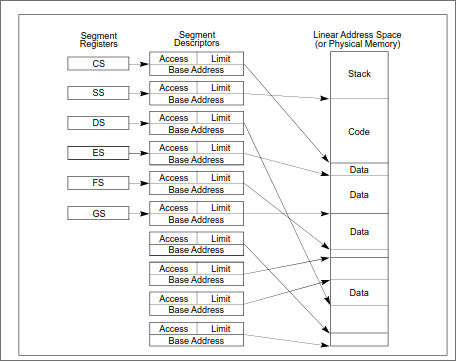 Segment Registers
Segment Descriptors
Linear Address Space (or Physical Memory)
CS
Access Limit
Base Address
Stack
SS
Access Limit
Base Address
DS
Access Limit
Base Address
Code
ES
Access Limit
Base Address
Data
FS
Access Limit
Base Address
Data
GS
Access Limit
Base Address
Data
Access Limit
Base Address
Access Limit
Base Address
Access Limit
Base Address
Data
Access Limit
Base Address